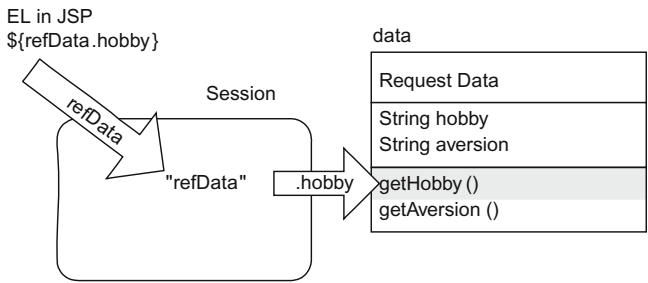 EL in JSP
${refData.hobby}
refData
Session
"refData"
.hobby
data
Request Data
String hobby
String aversion
getHobby ()
getAversion ()